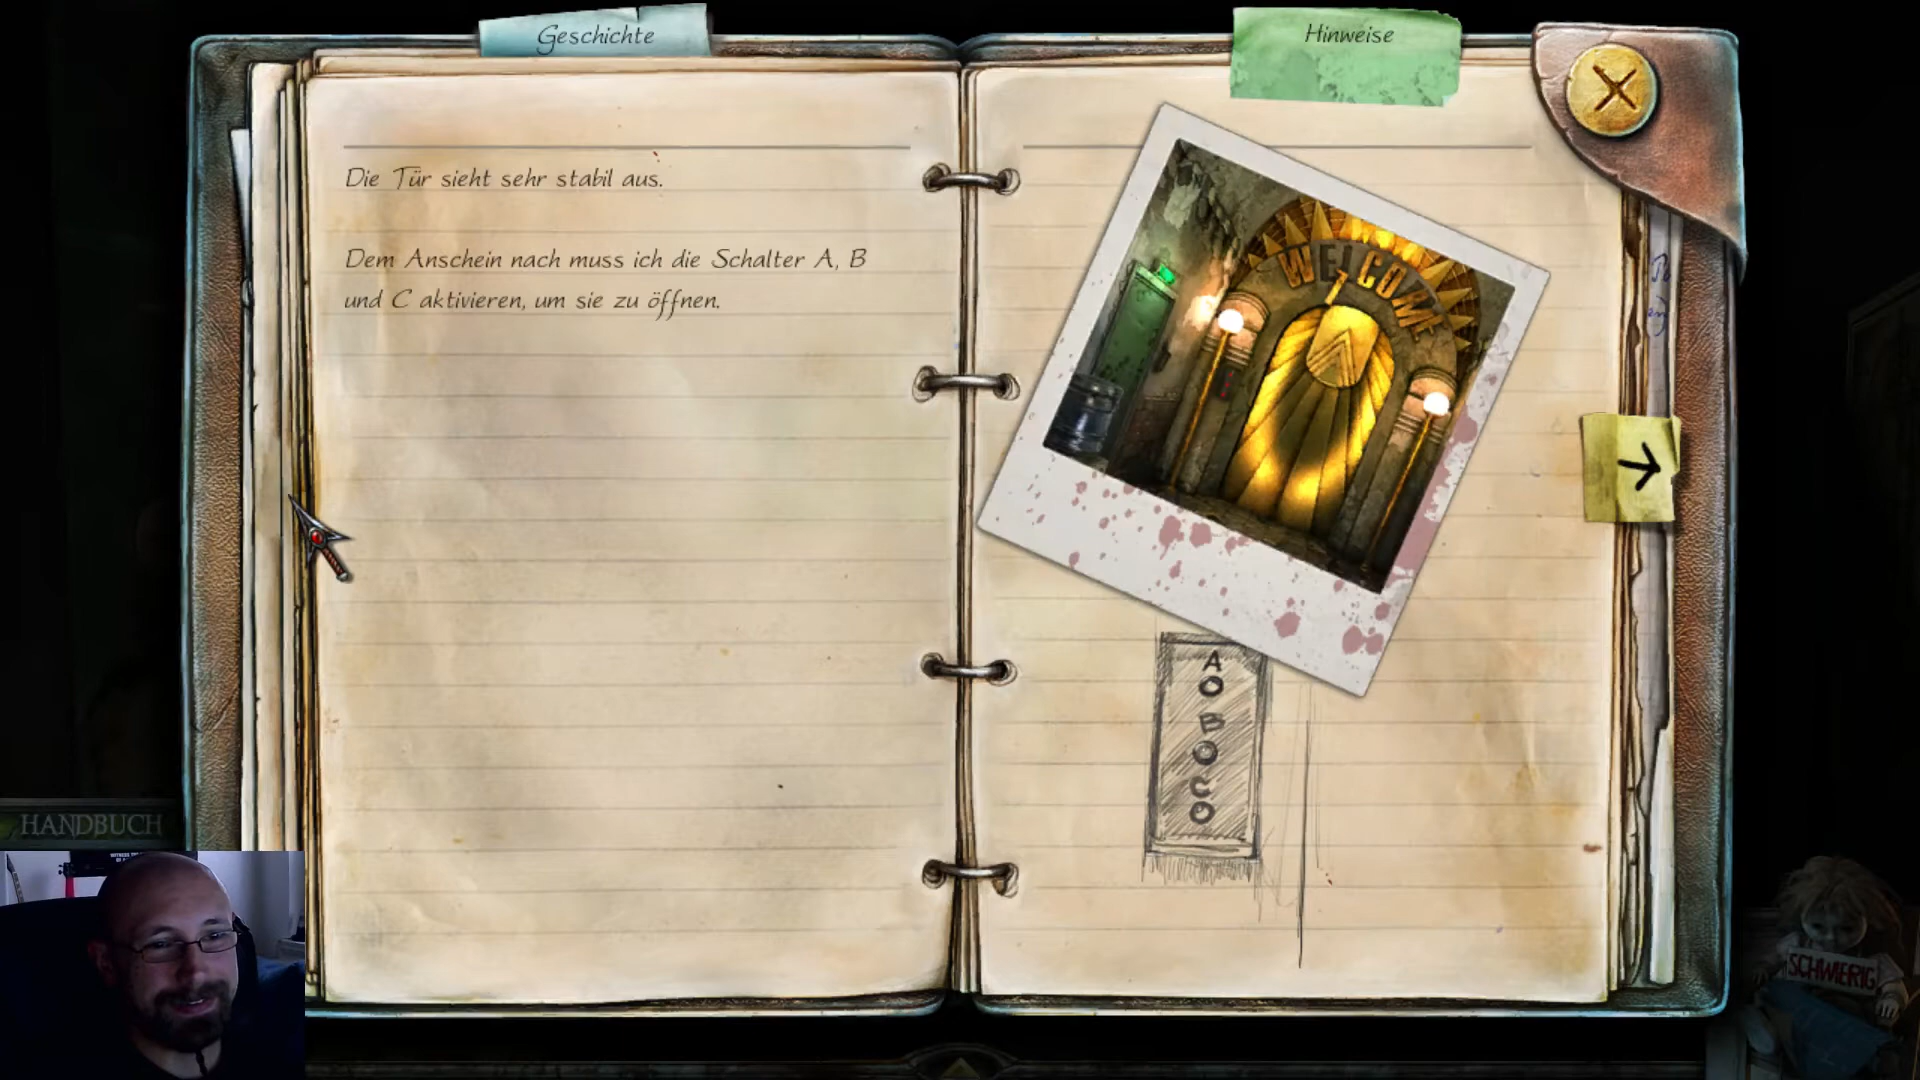 Geschichte
Hinweise
Die Tür sieht sehr stabil aus.
Dem Anschein nach muss ich die Schalter A, B
und C aktivieren, um sie zu öffnen.
WELCOME
A
B
C
HANDBUCH
SCHWIERIG